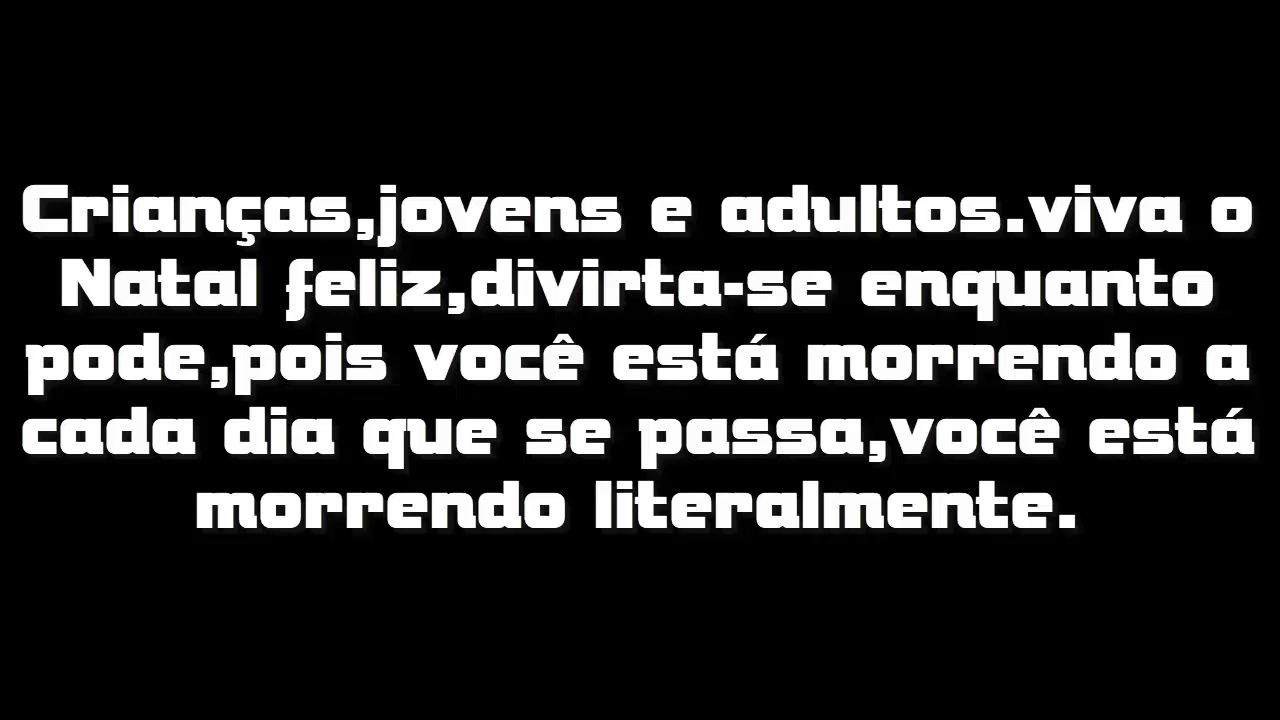 Crianças,jovens e adultos.viva o
Natal feliz,divirta-se enquanto
pode,pois você está morrendo a
cada dia que se passa,você está
morrendo literalmente.